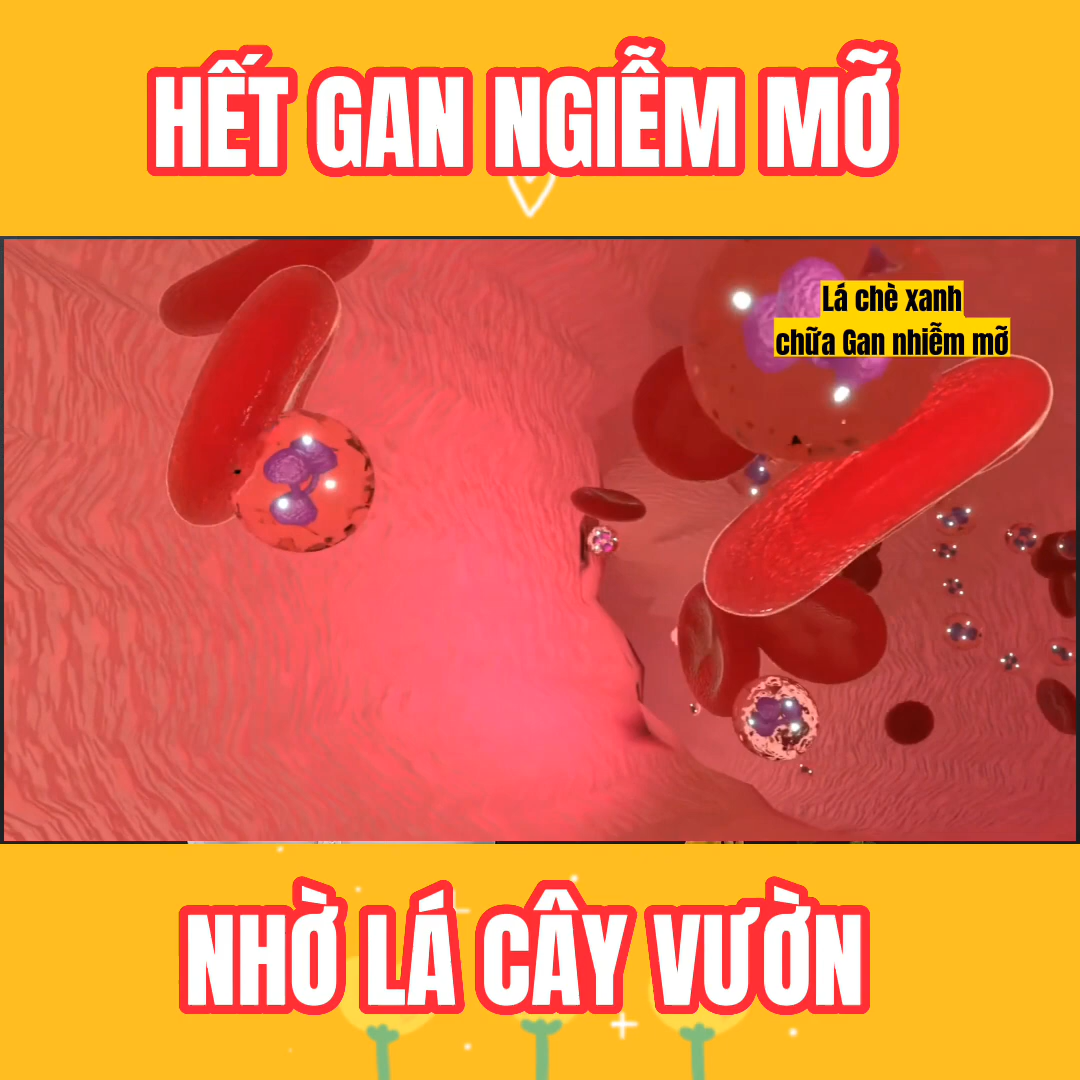 HẾT GAN NGIỄM MỠ
Lá chè xanh
chữa Gan nhiễm mỡ
NHỜ LÁ CÂY VƯỜN